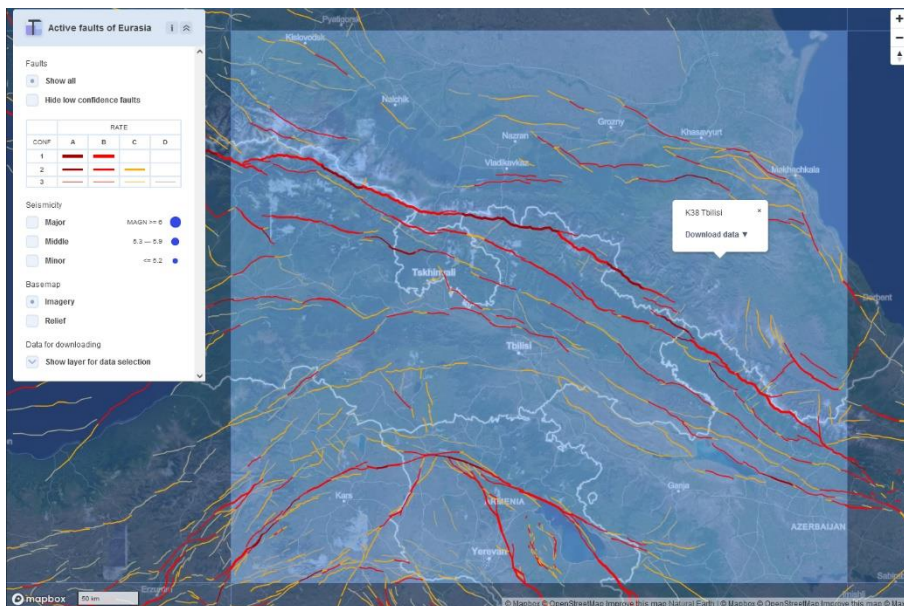 Active faults of Eurasia
i
Faults
Show all
Hide low confidence faults
RATE
CONF A B C D
1
2
3
Seismicity
Major MAGN >= 6
Middle 5.3 — 5.9
Minor <= 5.2
Basemap
Imagery
Relief
Data for downloading
Show layer for data selection
Pyatigorsk
Kislovodsk
Nalchik
Nazran
Grozny
Khasavyurt
Vladikavkaz
Makhachkala
K38 Tbilisi ×
Download data ▼
Tskhinvali
Derbent
Tbilisi
Kars
ARMENIA
Ganja
AZERBAIJAN
Yerevan
Erzurum
Imishli
mapbox
50 km
© Mapbox © OpenStreetMap Improve this map Natural Earth | © Mapbox © OpenStreetMap Improve this map © Ma
+
−